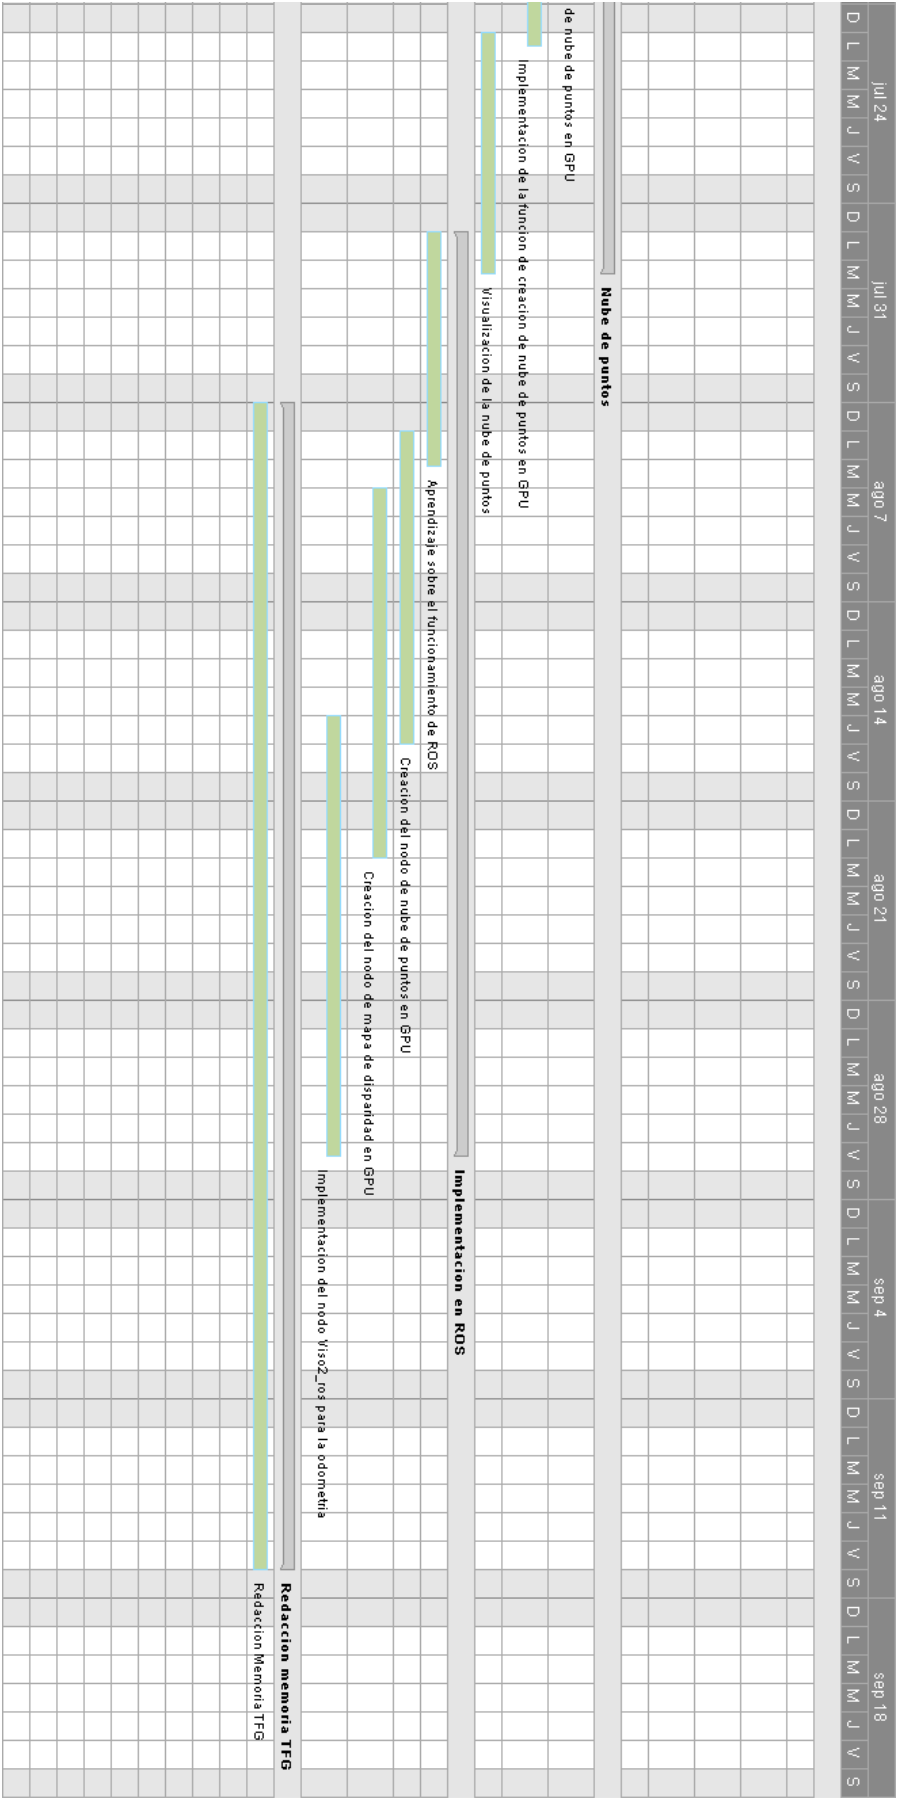 jul 24 jul 31 ago 7 ago 14 ago 21 ago 28 sep 4 sep 11 sep 18
D L M M J V S D L M M J V S D L M M J V S D L M M J V S D L M M J V S D L M M J V S D L M M J V S D L M M J V S D L M M J V S
Nube de puntos
de nube de puntos en GPU
Implementacion de la funcion de creacion de nube de puntos en GPU
Visualizacion de la nube de puntos
Implementacion en ROS
Aprendizaje sobre el funcionamiento de ROS
Creacion del nodo de nube de puntos en GPU
Creacion del nodo de mapa de disparidad en GPU
Implementacion del nodo Viso2_ros para la odometria
Redaccion memoria TFG
Redaccion Memoria TFG